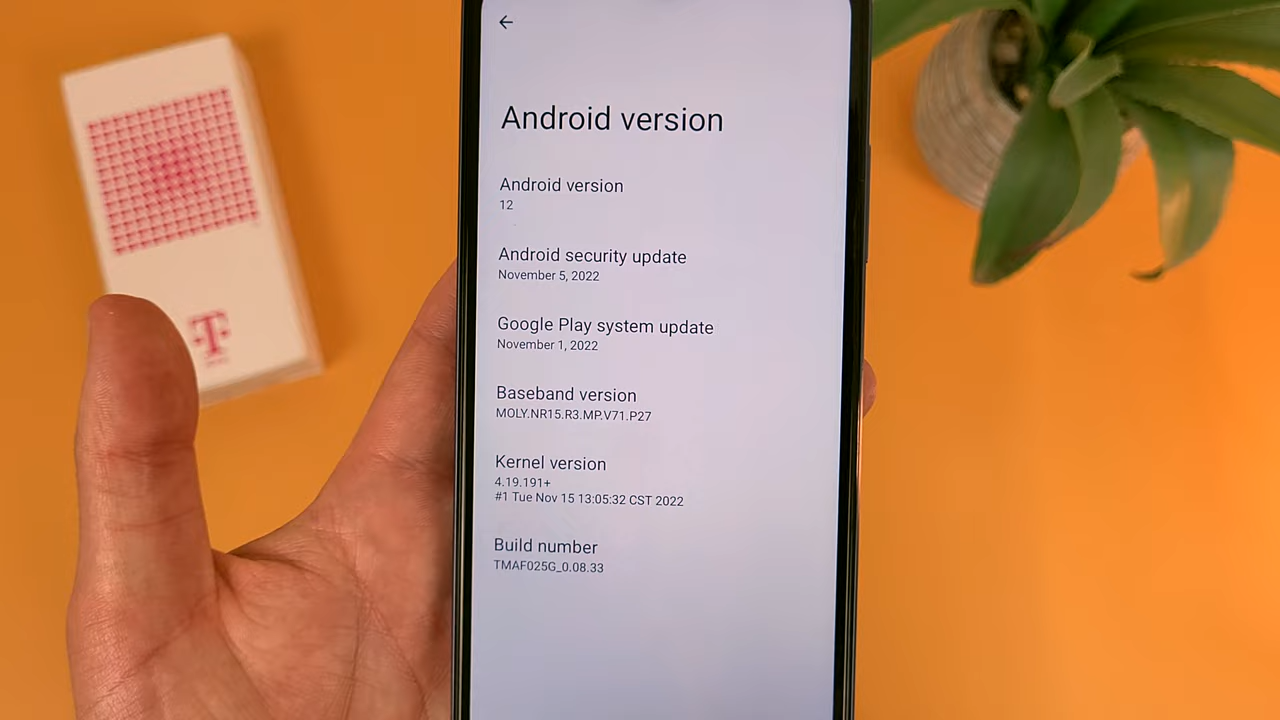 Android version
Android version
12
Android security update
November 5, 2022
Google Play system update
November 1, 2022
Baseband version
MOLY.NR15.R3.MP.V71.P27
Kernel version
4.19.191+
#1 Tue Nov 15 13:05:32 CST 2022
Build number
TMAF025G_0.08.33
T